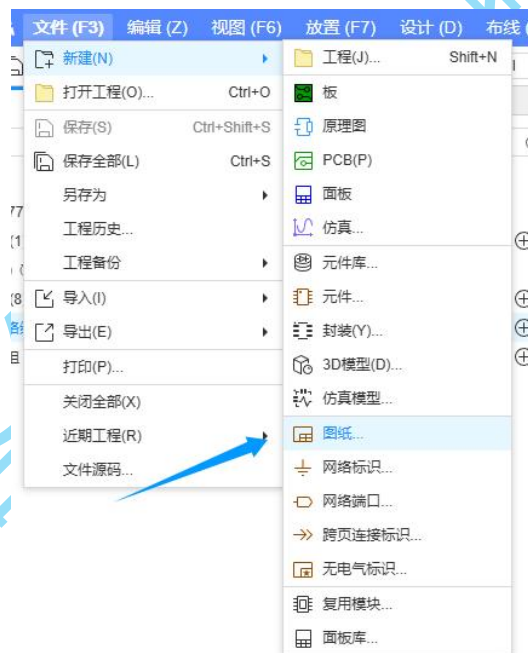 文件 (F3) 编辑 (Z) 视图 (F6) 放置 (F7) 设计 (D) 布线
新建(N)
打开工程(O)... Ctrl+O
保存(S) Ctrl+Shift+S
保存全部(L) Ctrl+S
另存为
工程历史...
工程备份
导入(I)
导出(E)
打印(P)...
关闭全部(X)
近期工程(R)
文件源码...
工程(J)... Shift+N
板
原理图
PCB(P)
面板
仿真...
元件库...
元件...
封装(Y)...
3D模型(D)...
仿真模型...
图纸...
网络标识...
网络端口...
跨页连接标识...
无电气标识...
复用模块...
面板库...